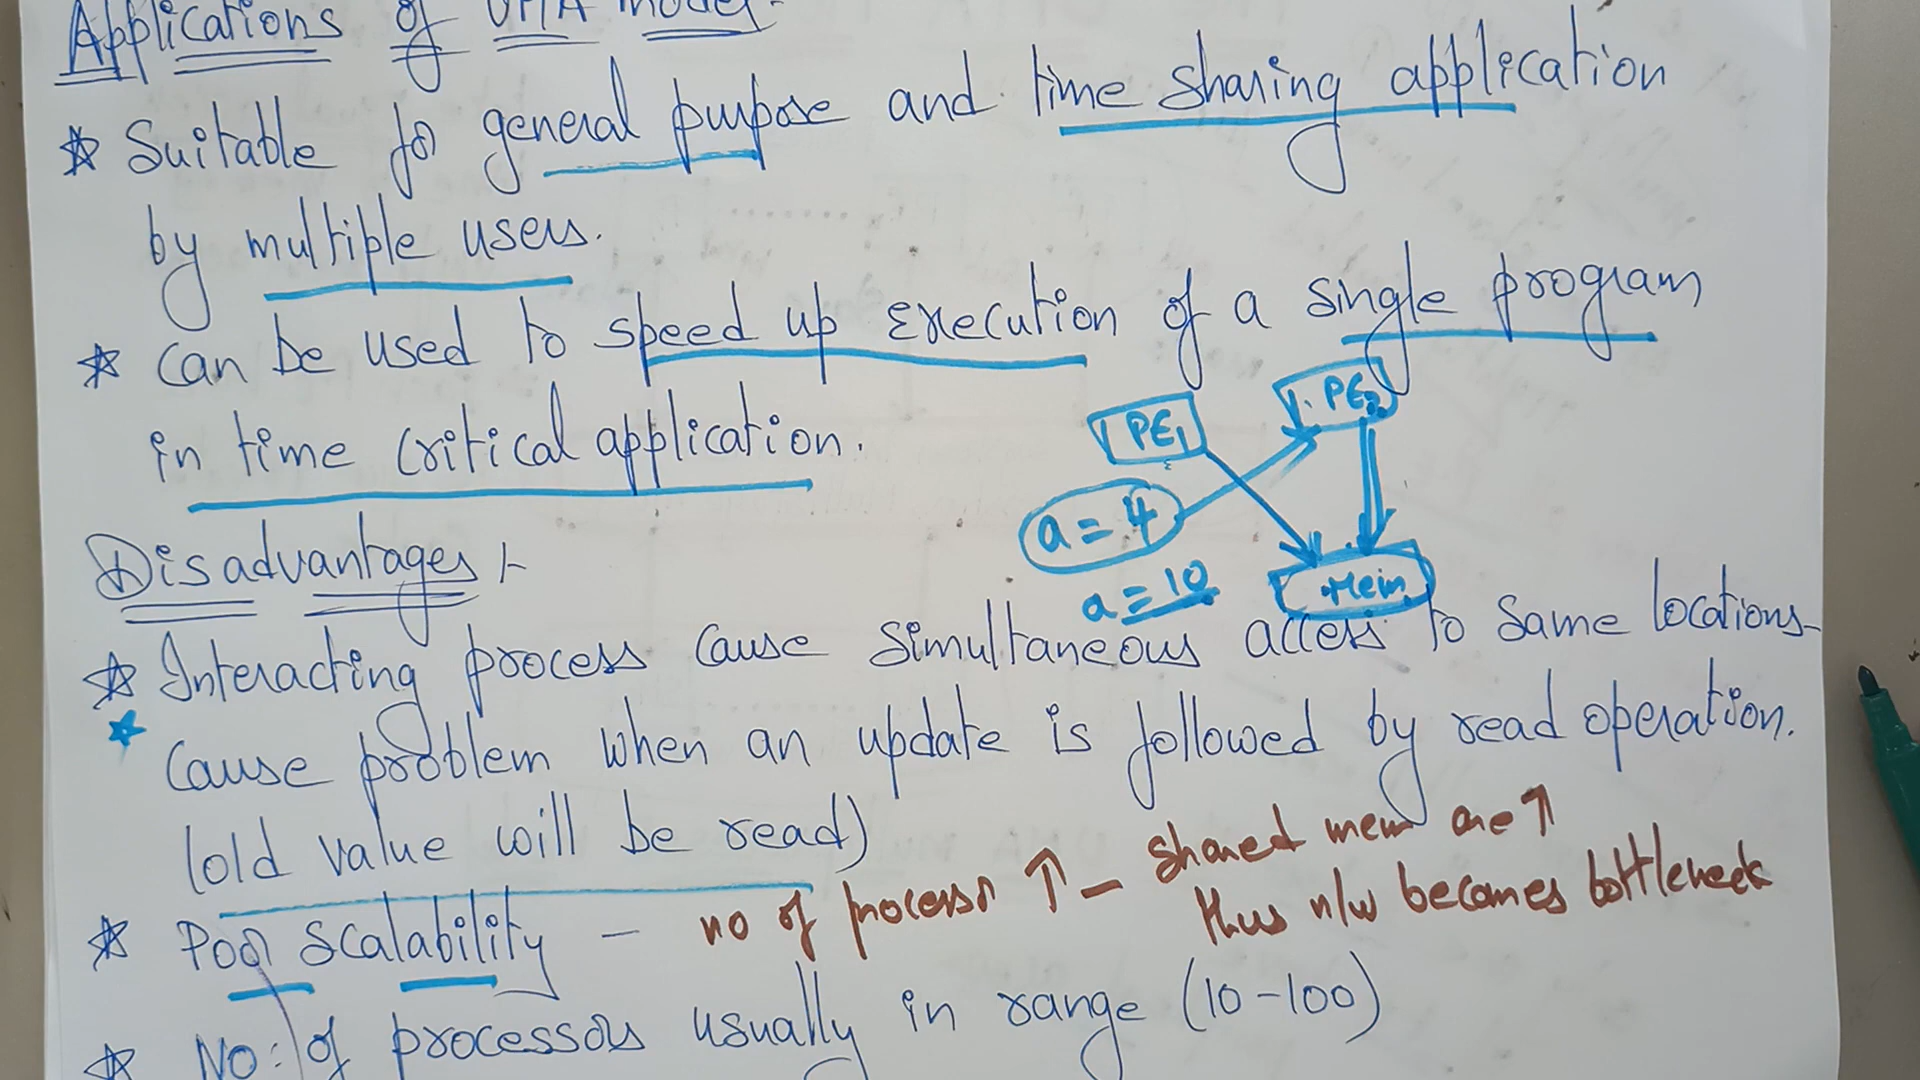 Applications of UMA model.
☆ Suitable for general purpose and time sharing application
by multiple users.
☆ can be used to speed up execution of a single program
in time critical application.
PE1
PE2
a = 4
a = 10
Mem
Disadvantages :-
☆ Interacting process cause simultaneous access to same locations
☆ cause problem when an update is followed by read operation.
(old value will be read)
☆ Poor scalability - no of processor ↑ - shared mem are ↑
thus n/w becomes bottleneck
☆ No: of processors usually in range (10-100)